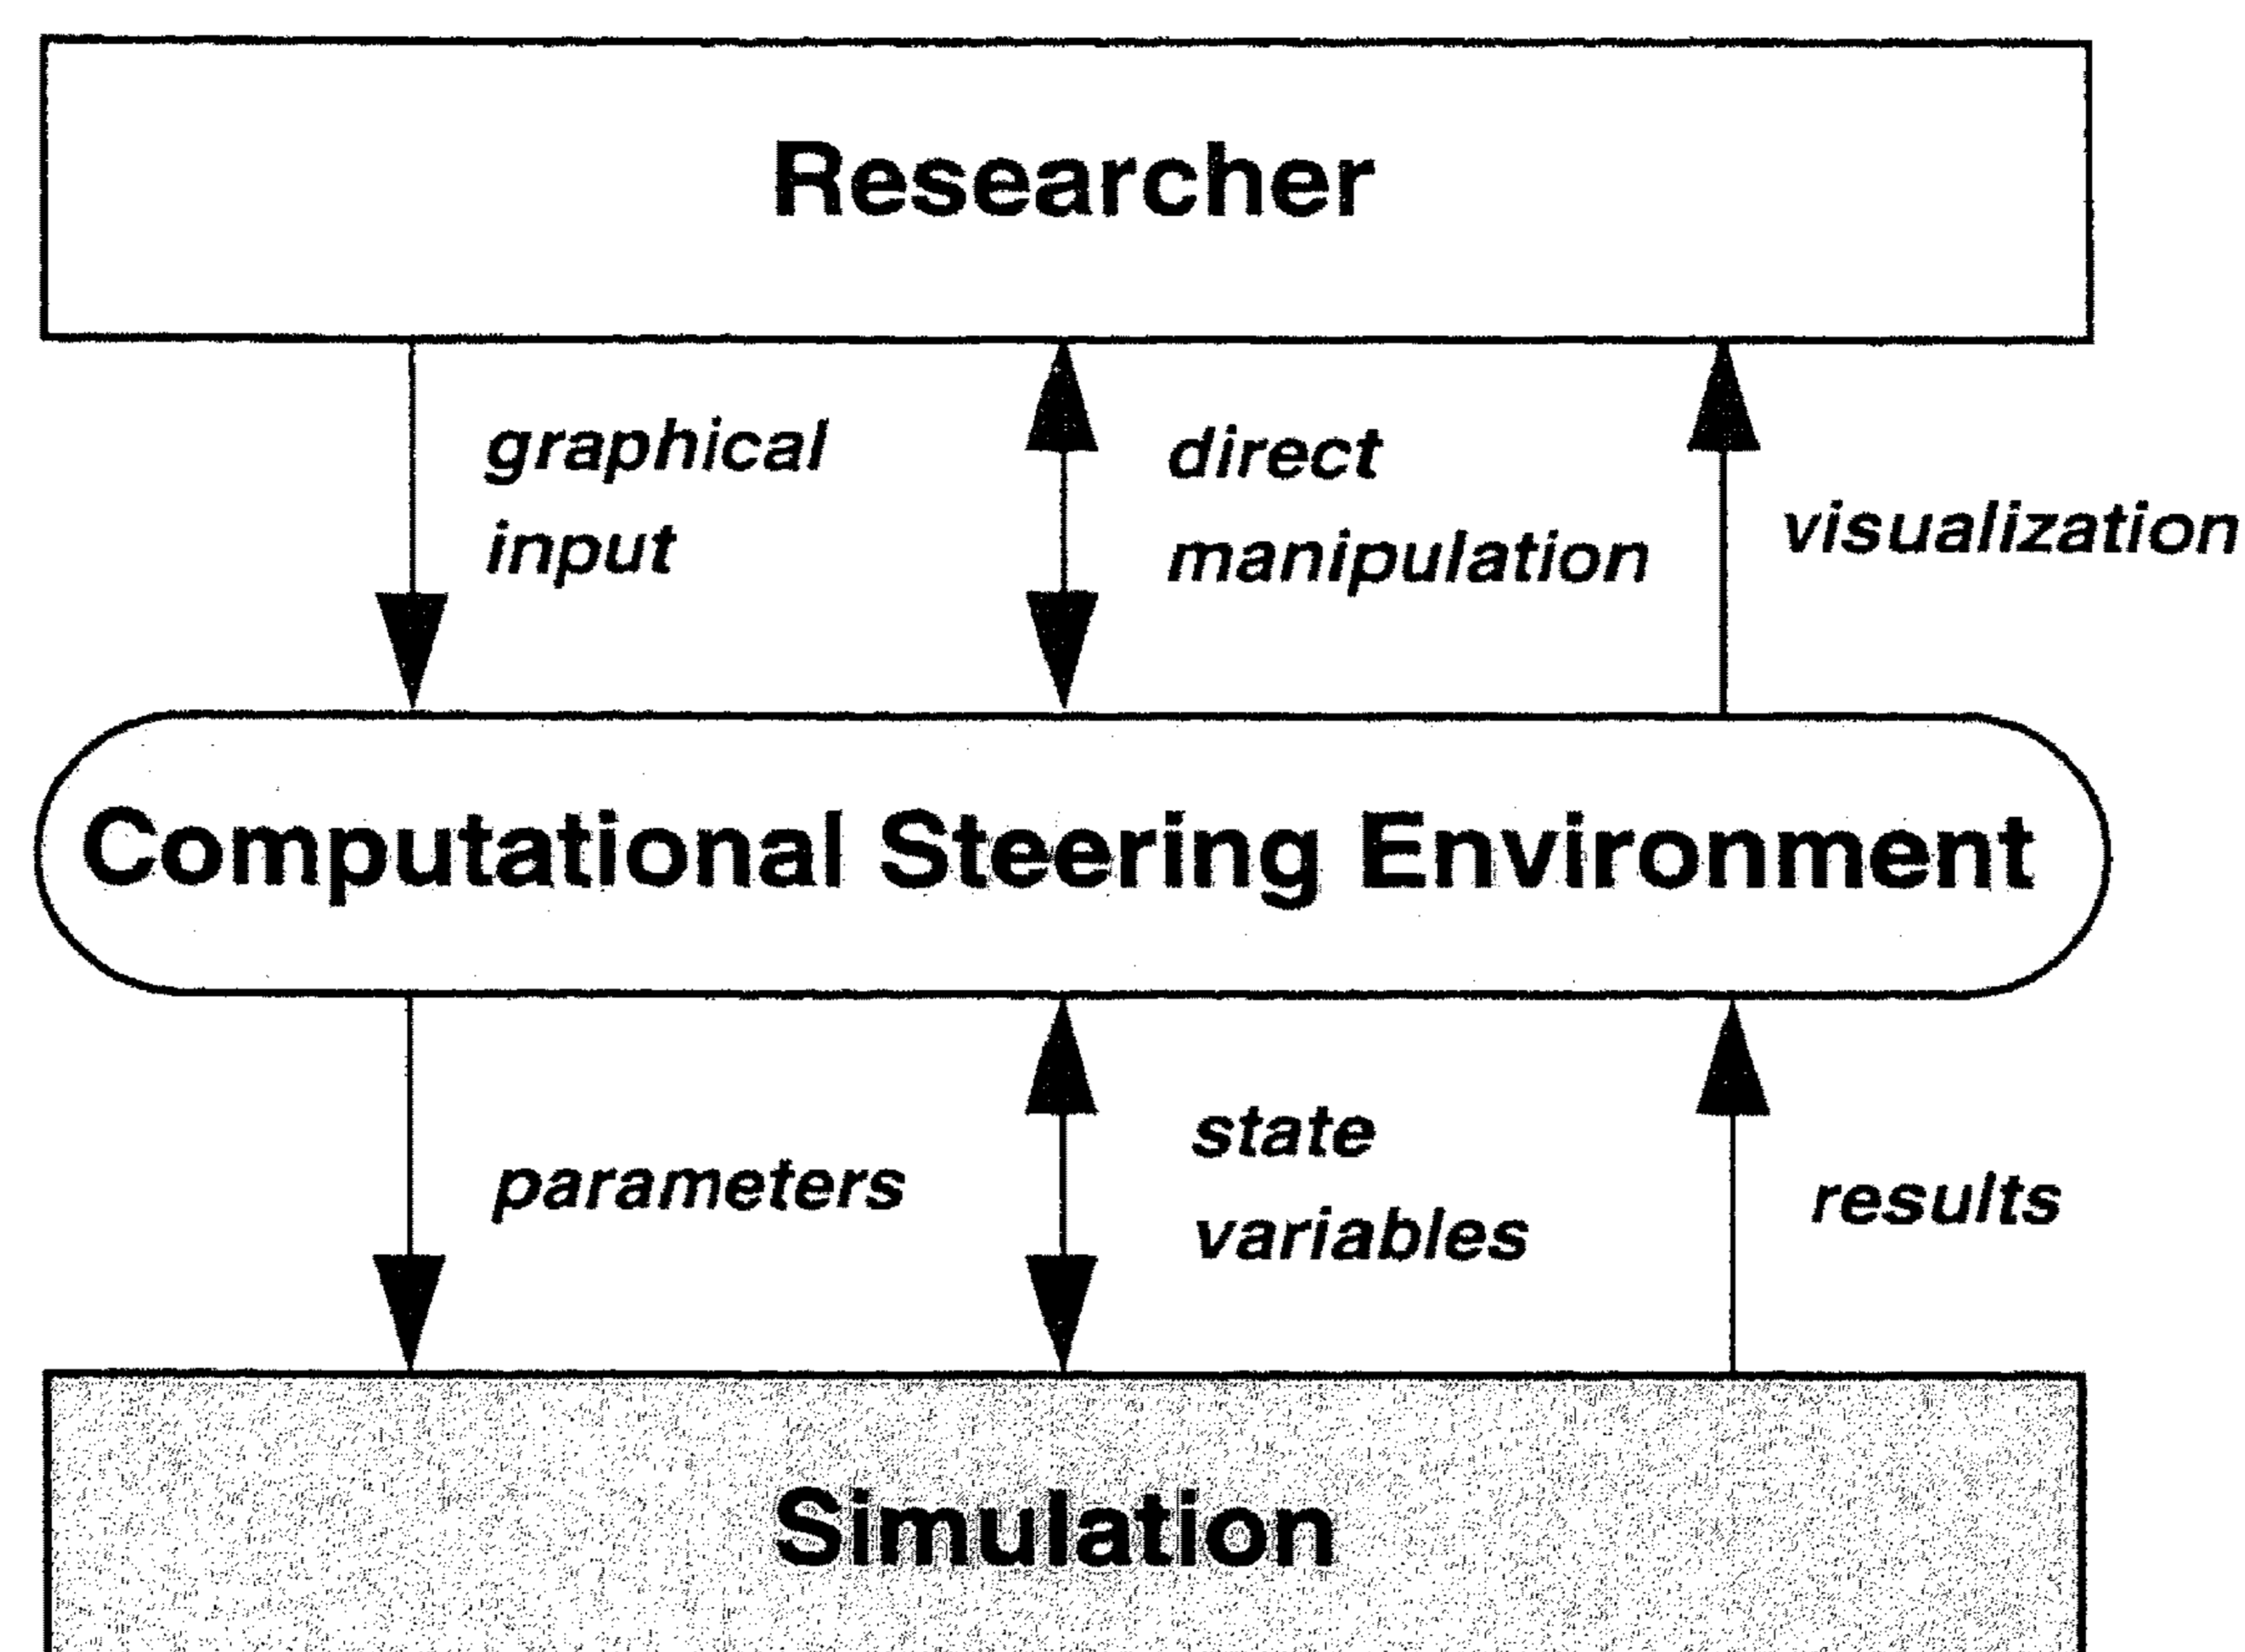 Researcher
graphical
input
direct
manipulation
visualization
Computational Steering Environment
parameters
state
variables
results
Simulation